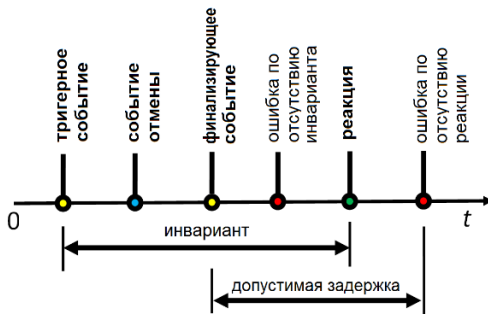 тригерное
событие
событие
отмены
финализирующее
событие
ошибка по
отсутствию
инварианта
реакция
ошибка по
отсутствию
реакции
0
t
инвариант
допустимая задержка